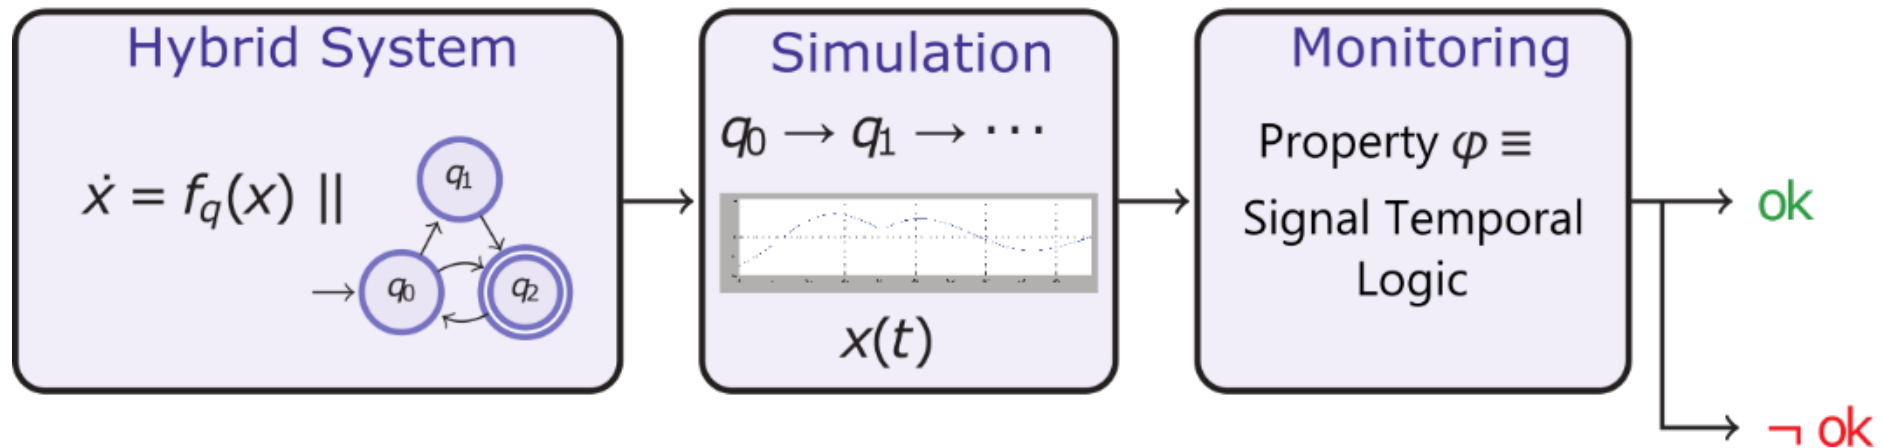 Hybrid System
ẋ = f_q(x) ||
q₁
q₀
q₂
Simulation
q₀ → q₁ → ⋯
x(t)
Monitoring
Property φ ≡
Signal Temporal
Logic
ok
¬ ok